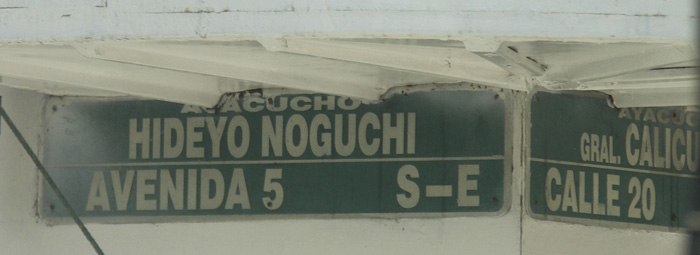 AYACUCHO
HIDEYO NOGUCHI
AVENIDA 5 S-E
AYACUC
GRAL. CALICU
CALLE 20